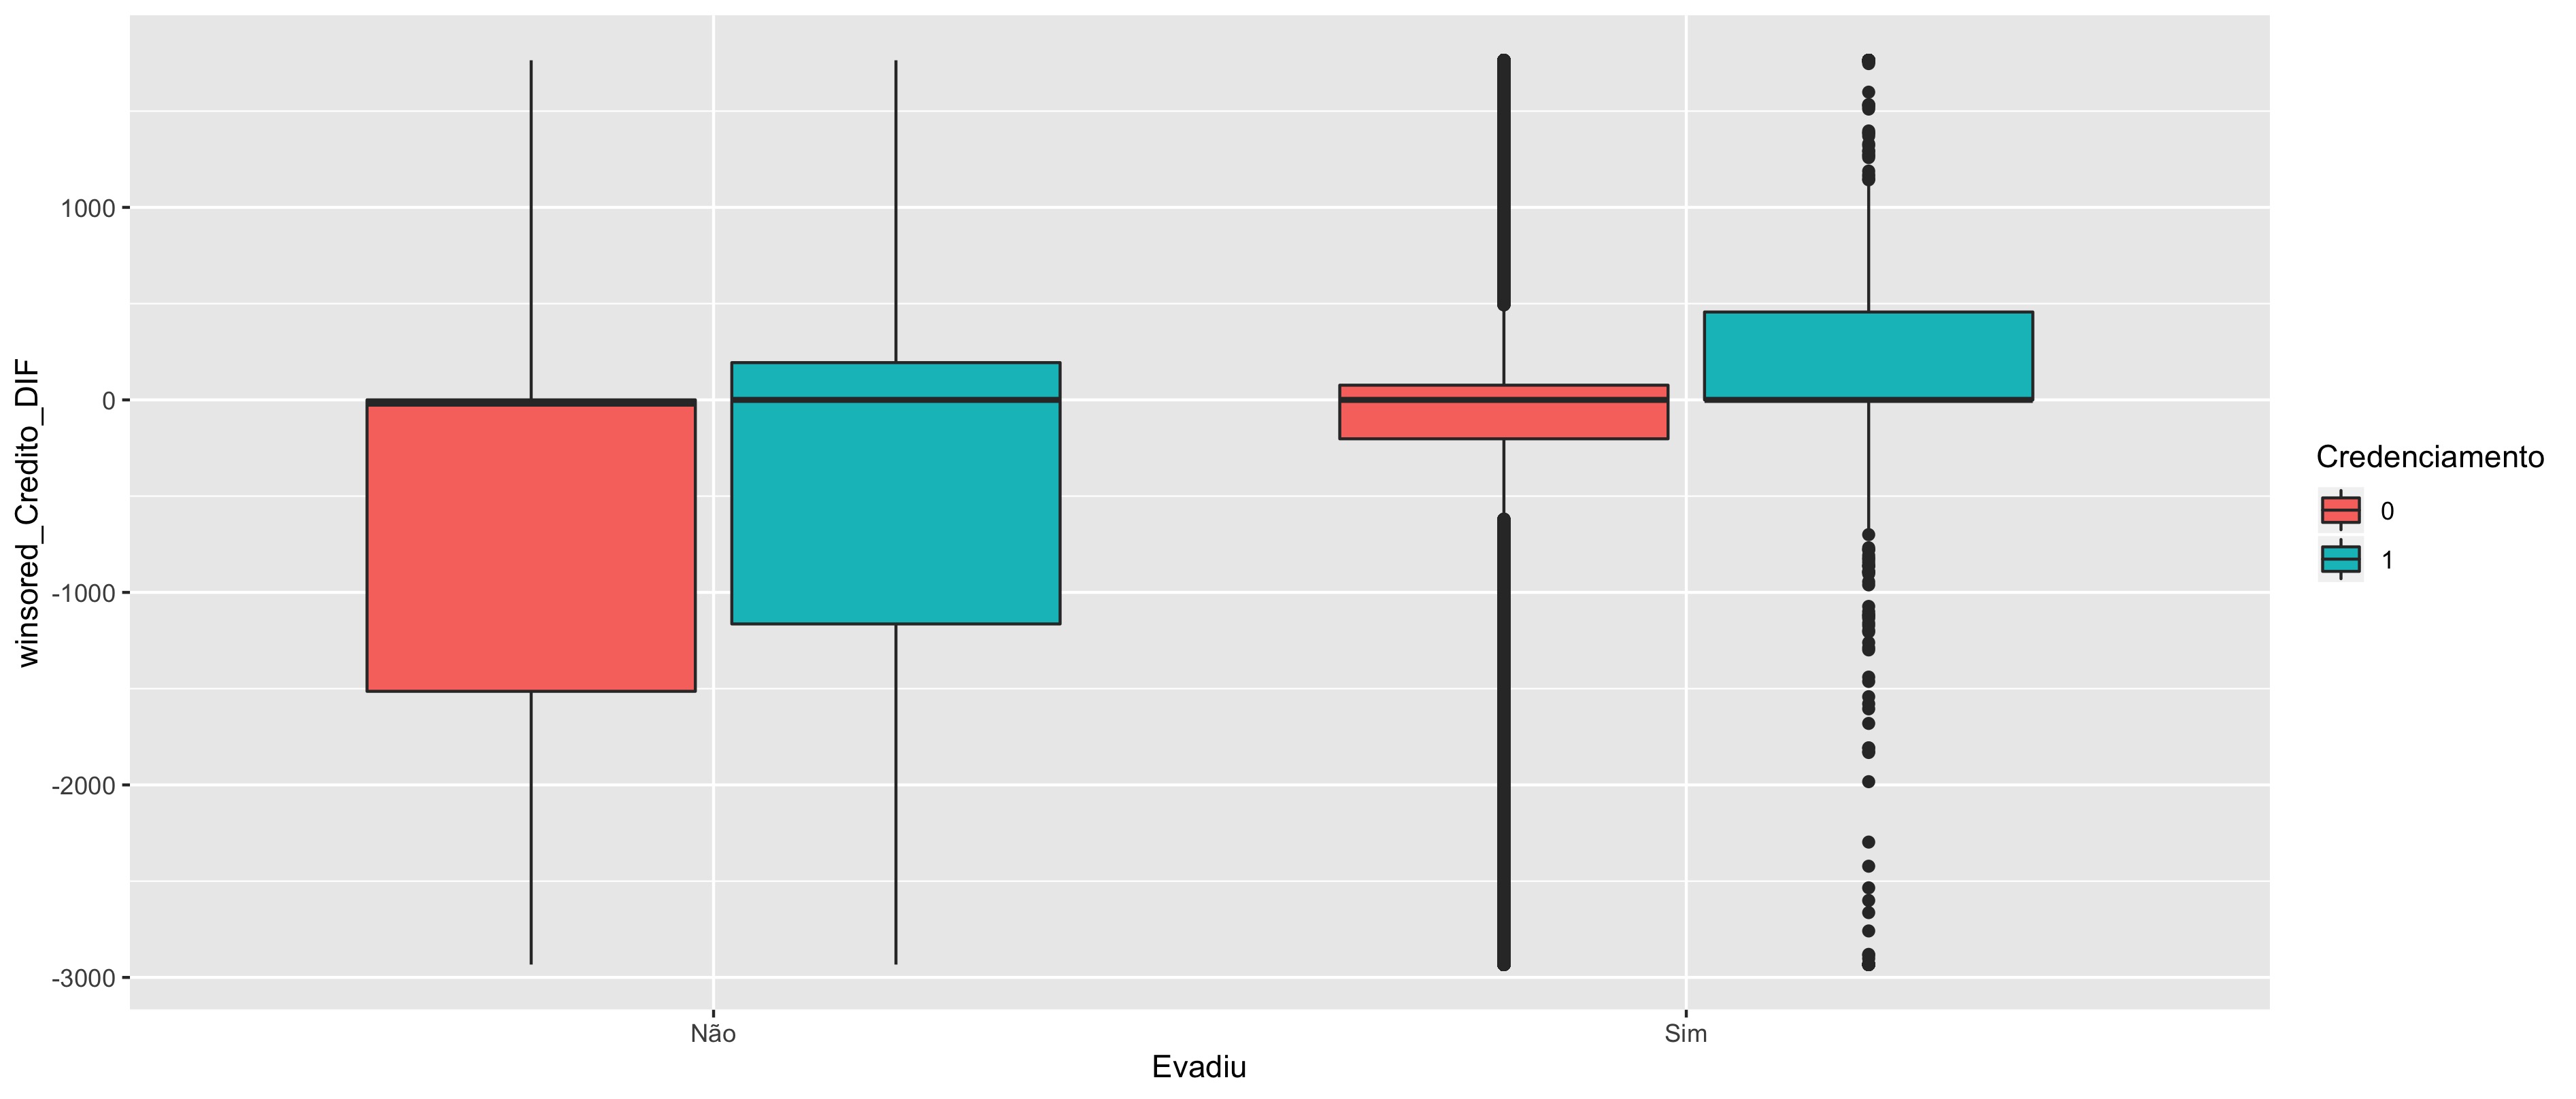 winsored_Credito_DIF
1000
0
-1000
-2000
-3000
Não
Sim
Evadiu
Credenciamento
0
1